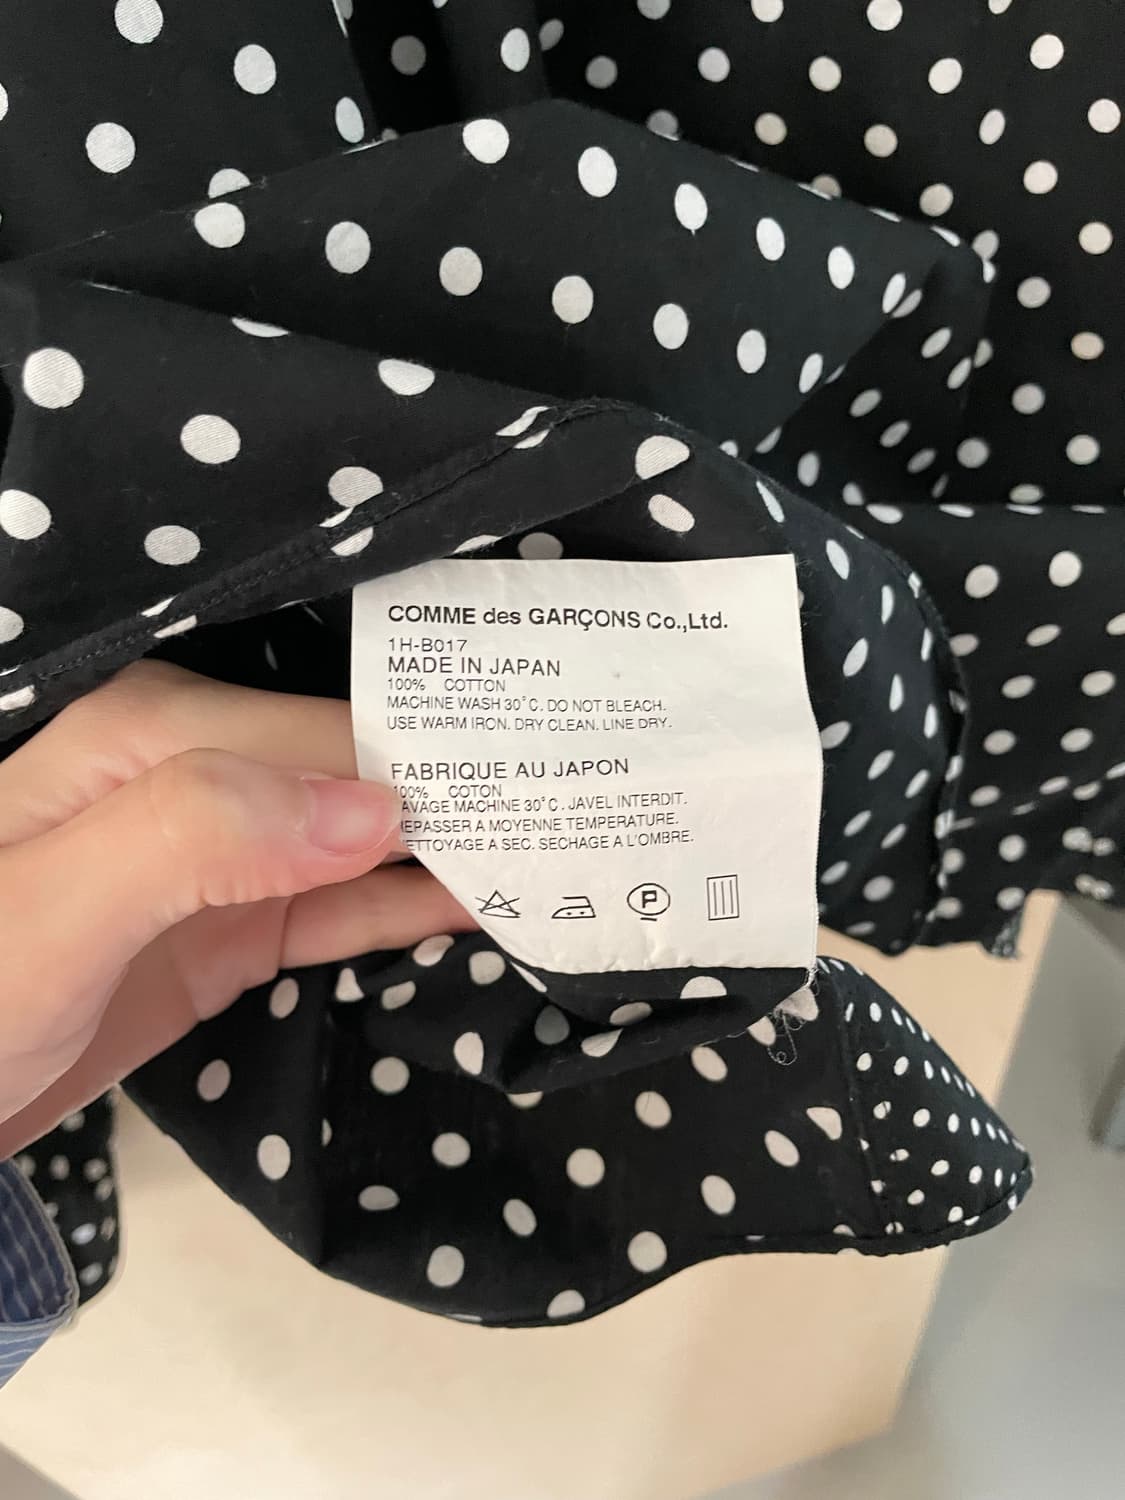 COMME des GARÇONS Co.,Ltd.
1H-B017
MADE IN JAPAN
100% COTTON
MACHINE WASH 30°C. DO NOT BLEACH.
USE WARM IRON. DRY CLEAN. LINE DRY.
FABRIQUE AU JAPON
100% COTON
AVAGE MACHINE 30°C. JAVEL INTERDIT.
EPASSER A MOYENNE TEMPERATURE.
ETTOYAGE A SEC. SECHAGE A L'OMBRE.
P